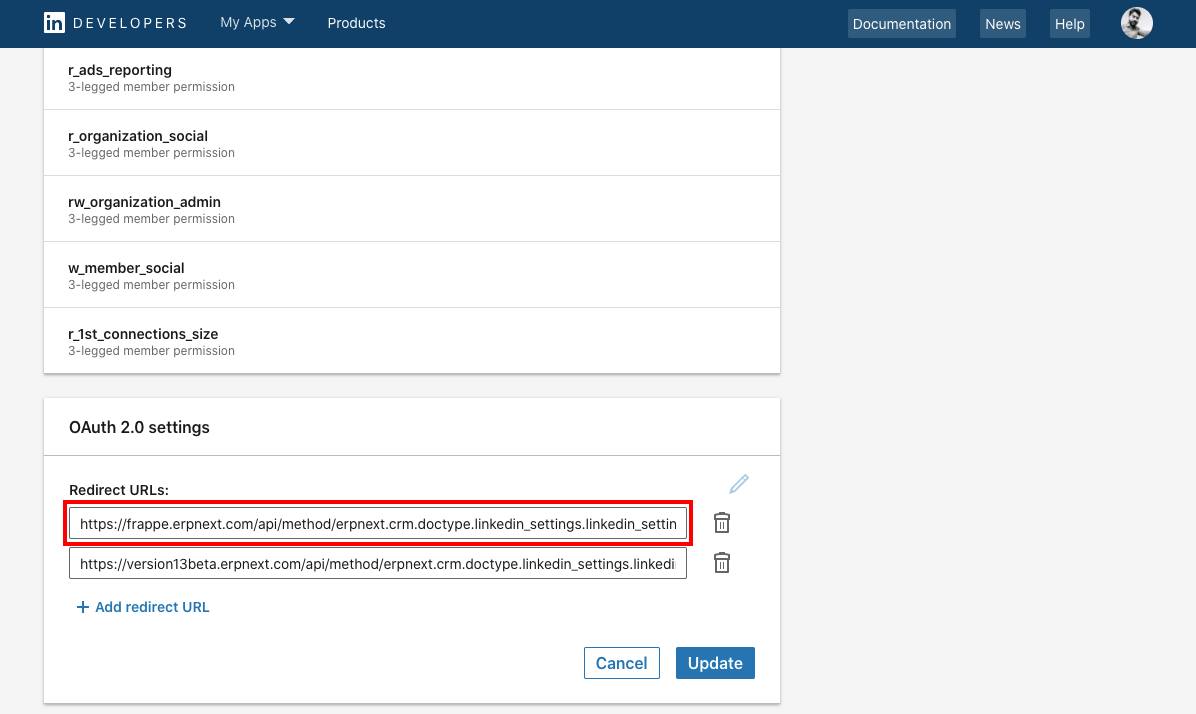 in DEVELOPERS My Apps Products Documentation News Help
r_ads_reporting
3-legged member permission
r_organization_social
3-legged member permission
rw_organization_admin
3-legged member permission
w_member_social
3-legged member permission
r_1st_connections_size
3-legged member permission
OAuth 2.0 settings
Redirect URLs:
https://frappe.erpnext.com/api/method/erpnext.crm.doctype.linkedin_settings.linkedin_settin
https://version13beta.erpnext.com/api/method/erpnext.crm.doctype.linkedin_settings.linkedi
+ Add redirect URL
Cancel Update